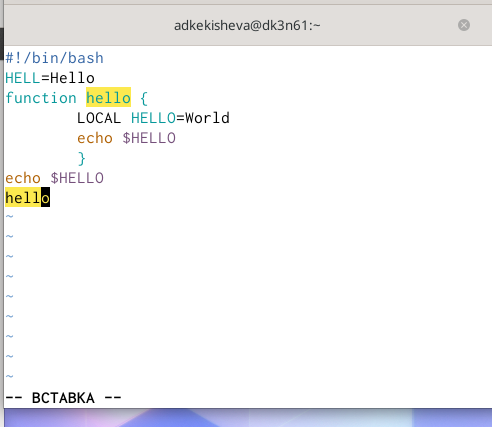 adkekisheva@dk3n61:~
#!/bin/bash
HELL=Hello
function hello {
        LOCAL HELLO=World
        echo $HELLO
        }
echo $HELLO
hello
~
~
~
~
~
~
~
~
~
-- ВСТАВКА --